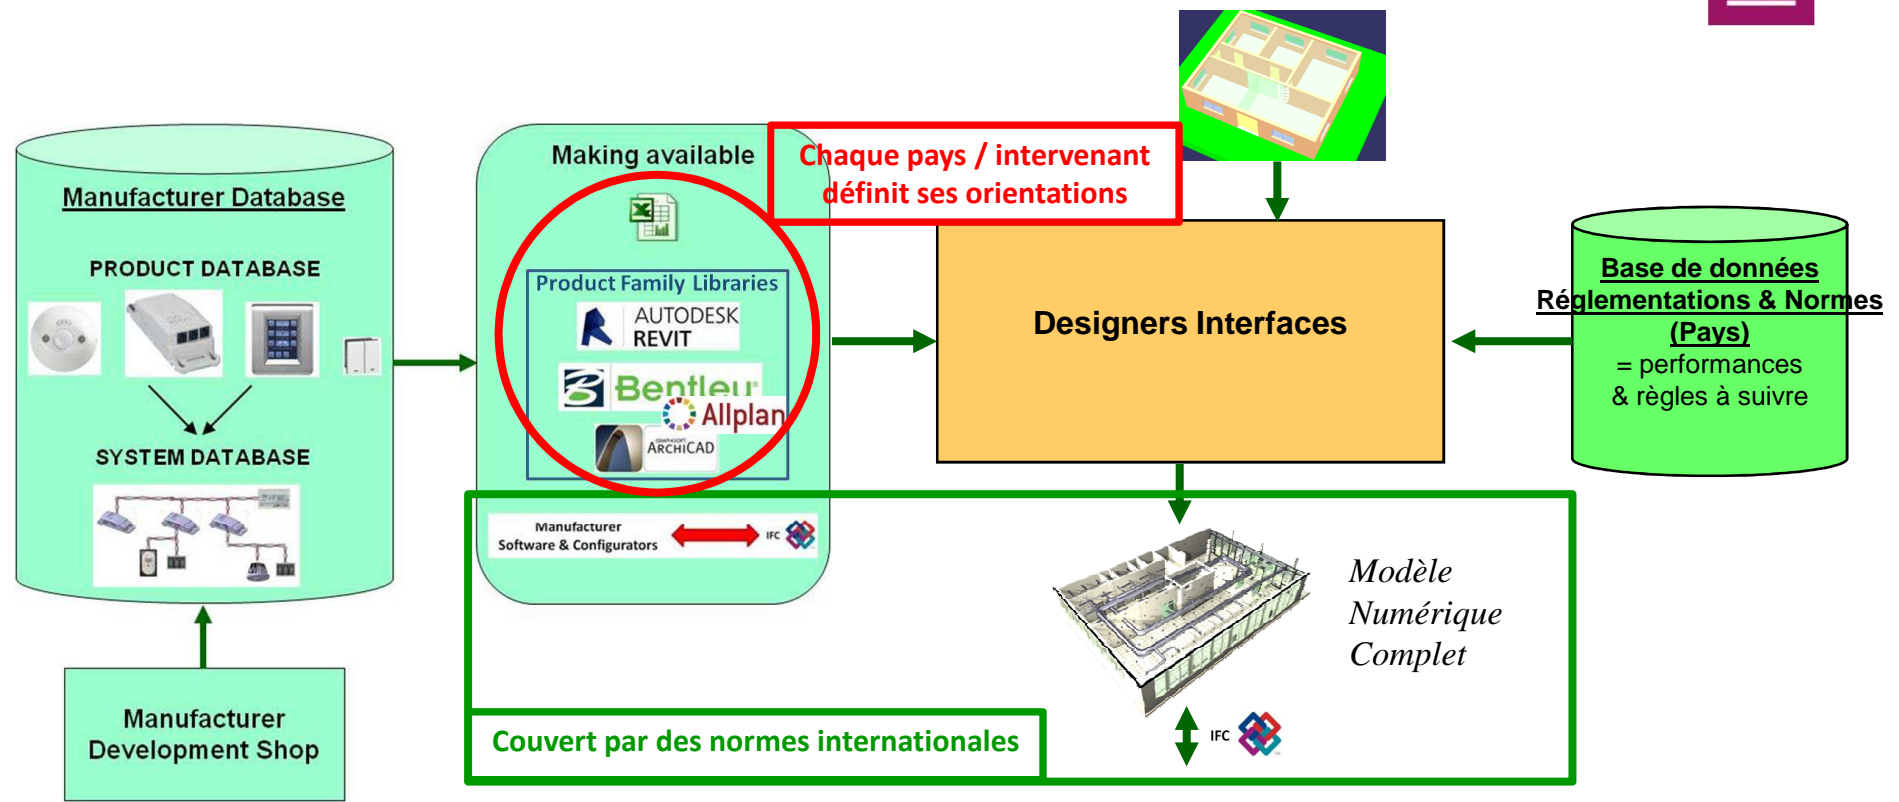 Manufacturer Database
PRODUCT DATABASE
SYSTEM DATABASE
Manufacturer
Development Shop
Making available
Product Family Libraries
AUTODESK
REVIT
Bentley
Allplan
GRAPHISOFT
ARCHICAD
Manufacturer
Software & Configurators
IFC
Chaque pays / intervenant
définit ses orientations
Designers Interfaces
Base de données
Réglementations & Normes
(Pays)
= performances
& règles à suivre
Modèle
Numérique
Complet
IFC
Couvert par des normes internationales